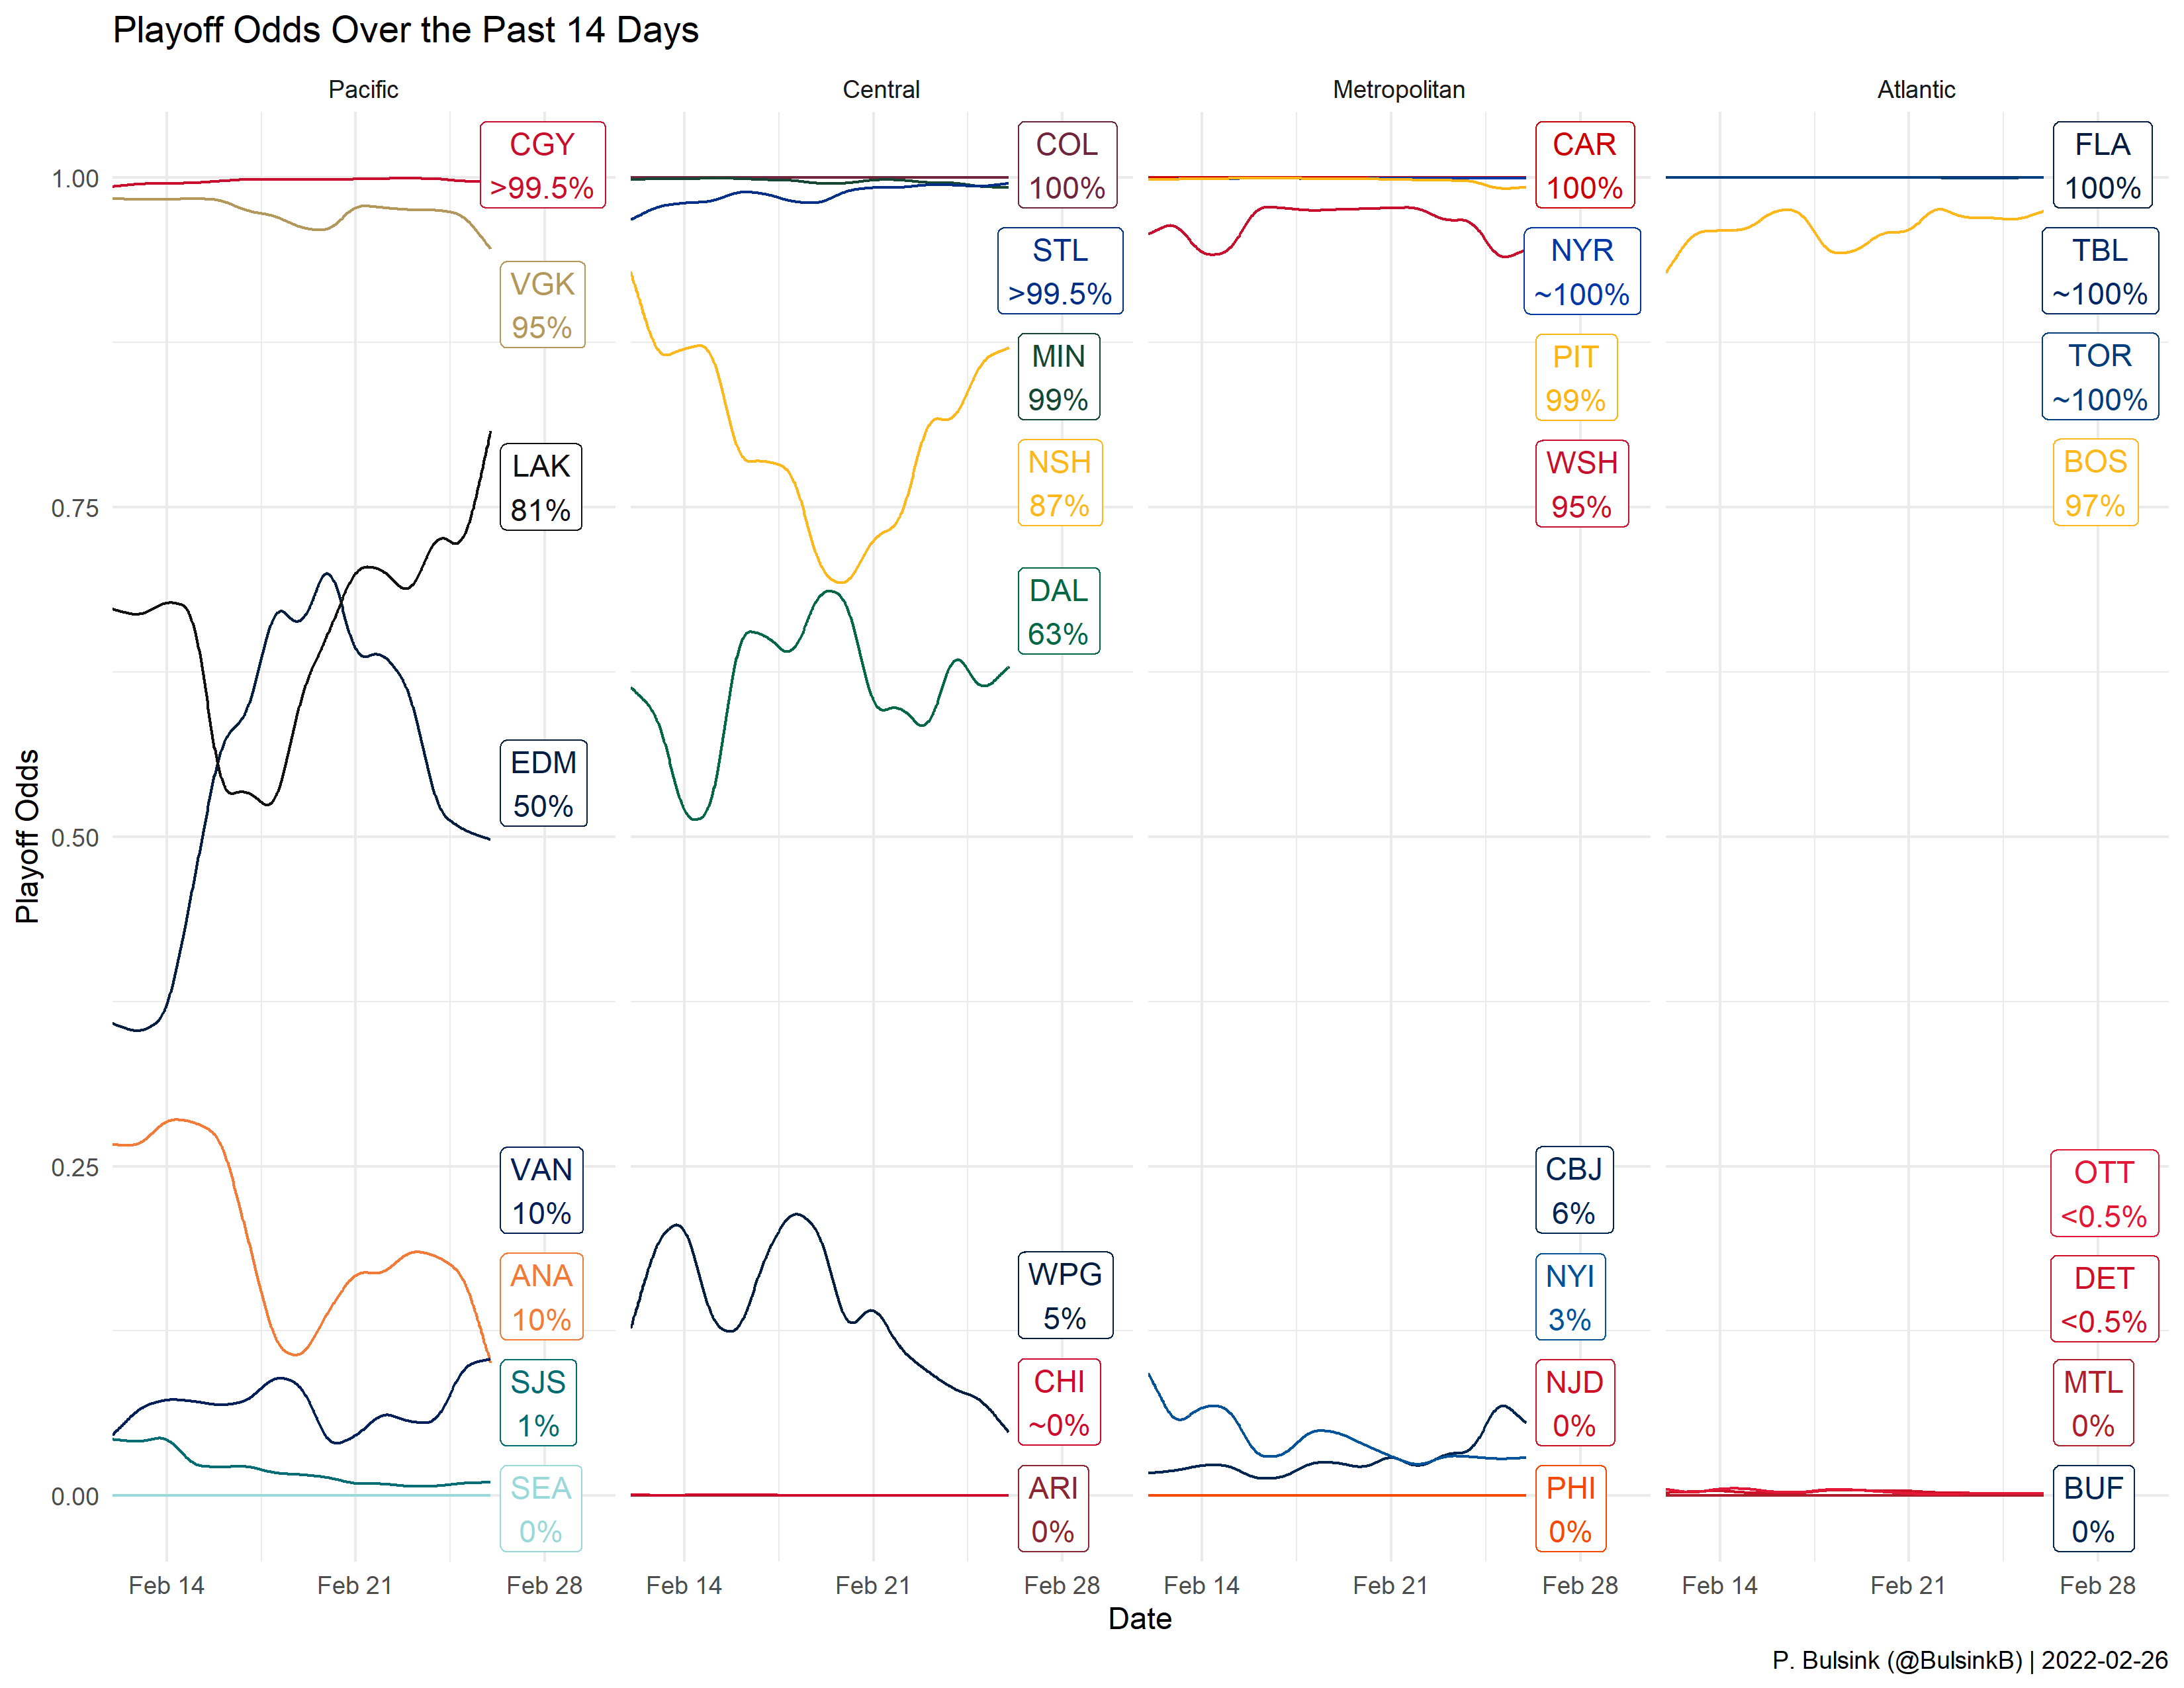 Playoff Odds Over the Past 14 Days
Pacific
Central
Metropolitan
Atlantic
Playoff Odds
1.00
0.75
0.50
0.25
0.00
CGY
>99.5%
VGK
95%
LAK
81%
EDM
50%
VAN
10%
ANA
10%
SJS
1%
SEA
0%
COL
100%
STL
>99.5%
MIN
99%
NSH
87%
DAL
63%
WPG
5%
CHI
~0%
ARI
0%
CAR
100%
NYR
~100%
PIT
99%
WSH
95%
CBJ
6%
NYI
3%
NJD
0%
PHI
0%
FLA
100%
TBL
~100%
TOR
~100%
BOS
97%
OTT
<0.5%
DET
<0.5%
MTL
0%
BUF
0%
Feb 14
Feb 21
Feb 28
Feb 14
Feb 21
Feb 28
Feb 14
Feb 21
Feb 28
Feb 14
Feb 21
Feb 28
Date
P. Bulsink (@BulsinkB) | 2022-02-26